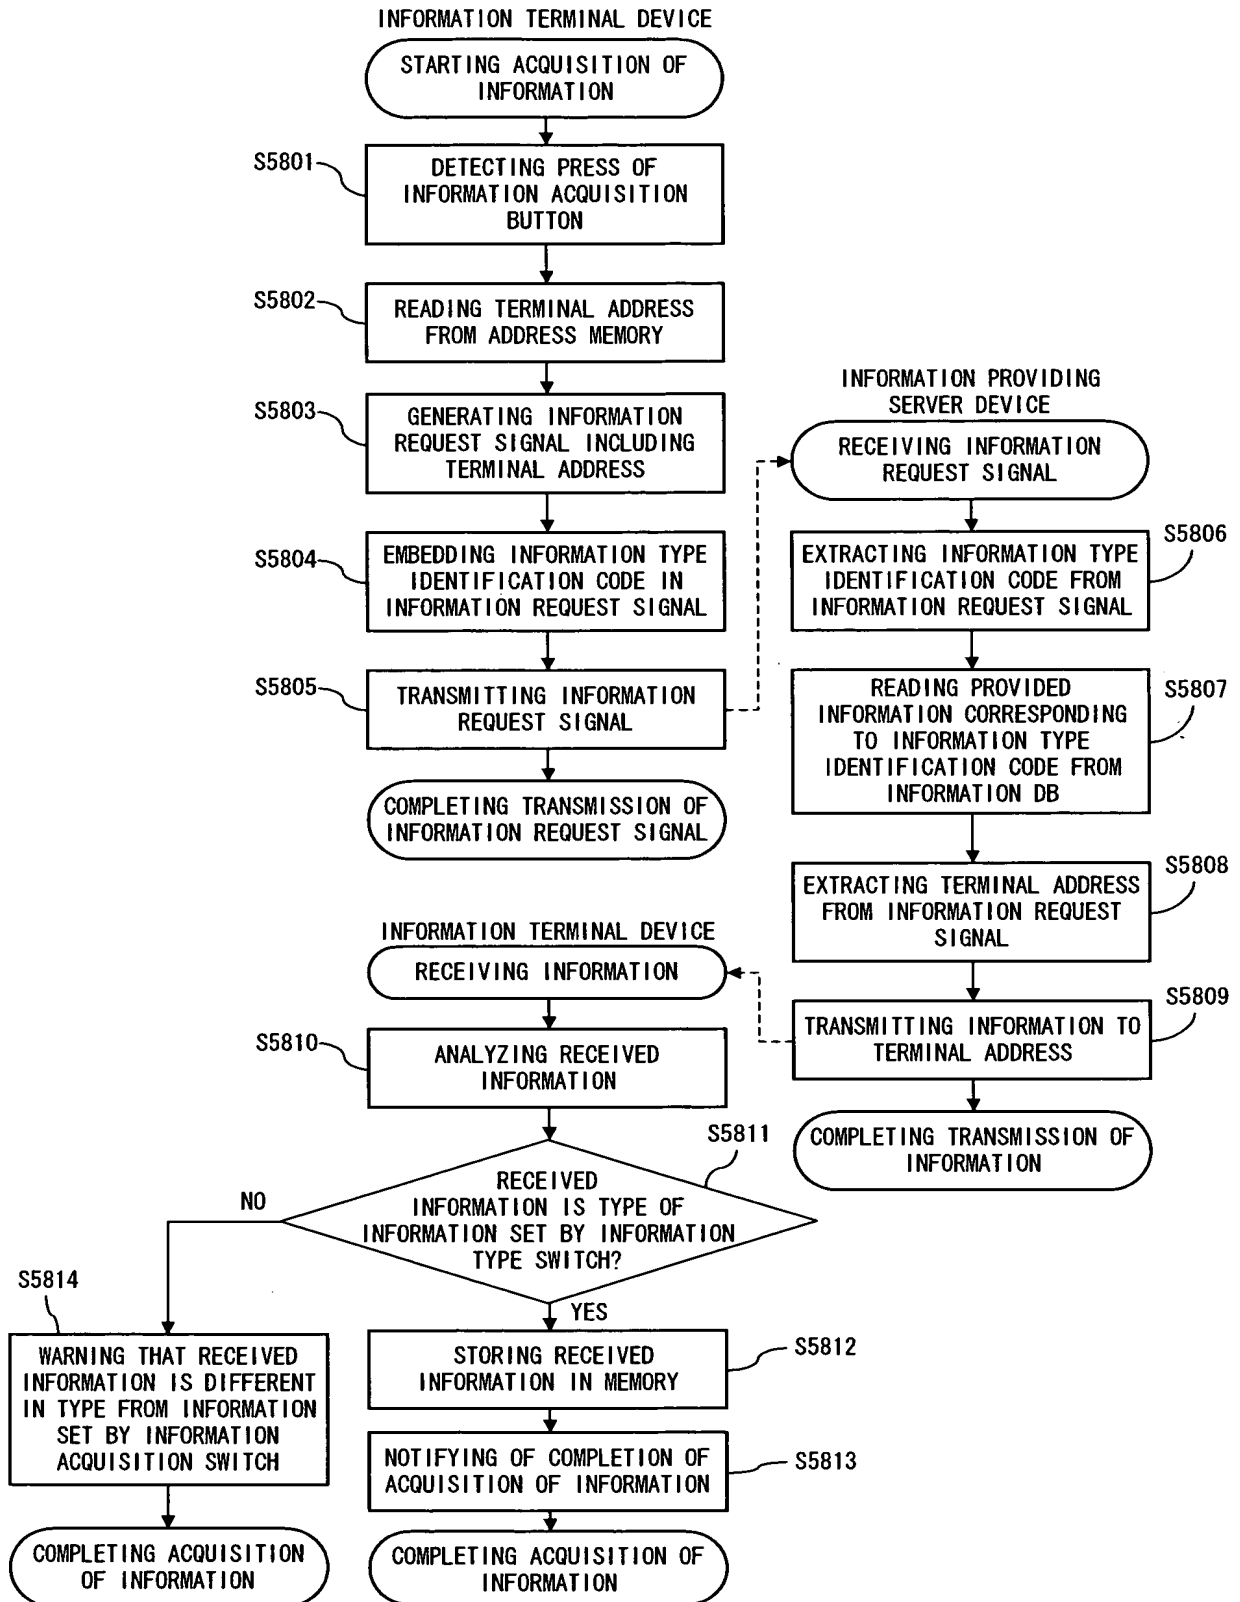 INFORMATION TERMINAL DEVICE
STARTING ACQUISITION OF
INFORMATION
S5801
DETECTING PRESS OF
INFORMATION ACQUISITION
BUTTON
S5802
READING TERMINAL ADDRESS
FROM ADDRESS MEMORY
S5803
GENERATING INFORMATION
REQUEST SIGNAL INCLUDING
TERMINAL ADDRESS
S5804
EMBEDDING INFORMATION TYPE
IDENTIFICATION CODE IN
INFORMATION REQUEST SIGNAL
S5805
TRANSMITTING INFORMATION
REQUEST SIGNAL
COMPLETING TRANSMISSION OF
INFORMATION REQUEST SIGNAL
INFORMATION PROVIDING
SERVER DEVICE
RECEIVING INFORMATION
REQUEST SIGNAL
S5806
EXTRACTING INFORMATION TYPE
IDENTIFICATION CODE FROM
INFORMATION REQUEST SIGNAL
S5807
READING PROVIDED
INFORMATION CORRESPONDING
TO INFORMATION TYPE
IDENTIFICATION CODE FROM
INFORMATION DB
S5808
EXTRACTING TERMINAL ADDRESS
FROM INFORMATION REQUEST
SIGNAL
S5809
TRANSMITTING INFORMATION TO
TERMINAL ADDRESS
COMPLETING TRANSMISSION OF
INFORMATION
INFORMATION TERMINAL DEVICE
RECEIVING INFORMATION
S5810
ANALYZING RECEIVED
INFORMATION
S5811
RECEIVED
INFORMATION IS TYPE OF
INFORMATION SET BY INFORMATION
TYPE SWITCH?
NO
YES
S5814
WARNING THAT RECEIVED
INFORMATION IS DIFFERENT
IN TYPE FROM INFORMATION
SET BY INFORMATION
ACQUISITION SWITCH
COMPLETING ACQUISITION
OF INFORMATION
S5812
STORING RECEIVED
INFORMATION IN MEMORY
S5813
NOTIFYING OF COMPLETION OF
ACQUISITION OF INFORMATION
COMPLETING ACQUISITION OF
INFORMATION